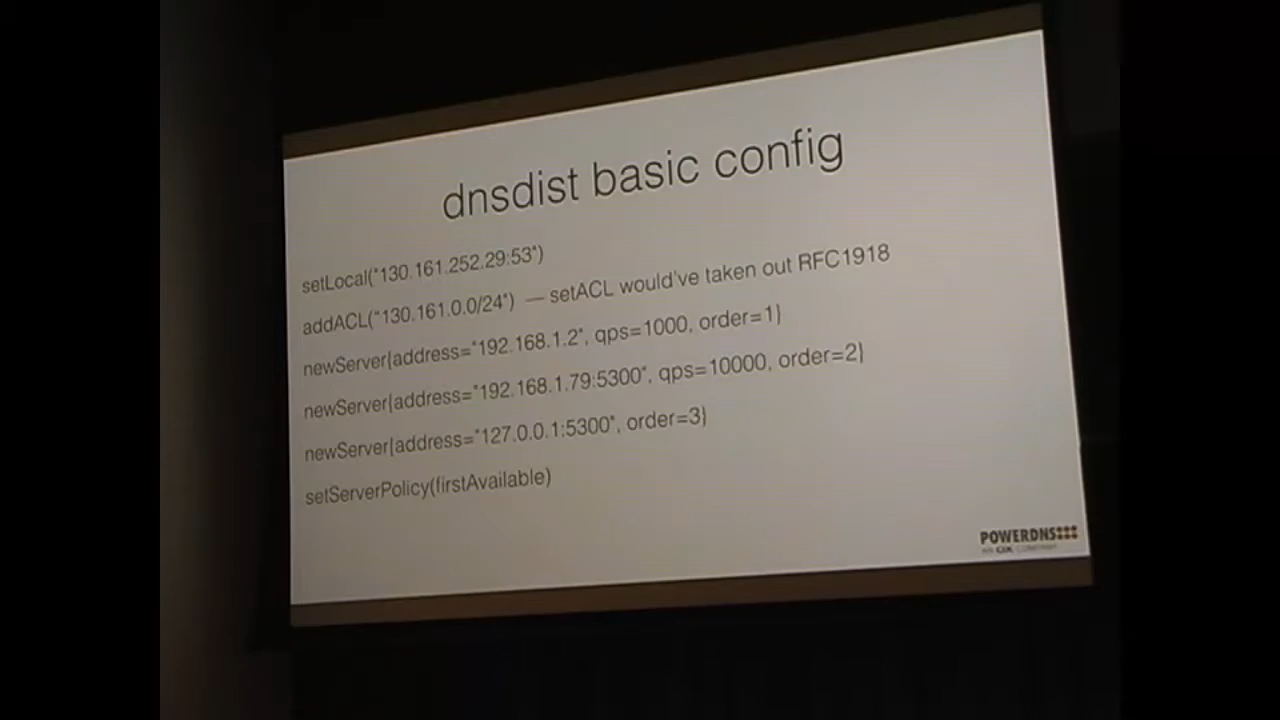 dnsdist basic config
setLocal("130.161.252.29:53")
addACL("130.161.0.0/24") — setACL would've taken out RFC1918
newServer{address="192.168.1.2", qps=1000, order=1}
newServer{address="192.168.1.79:5300", qps=10000, order=2}
newServer{address="127.0.0.1:5300", order=3}
setServerPolicy(firstAvailable)
POWERDNS